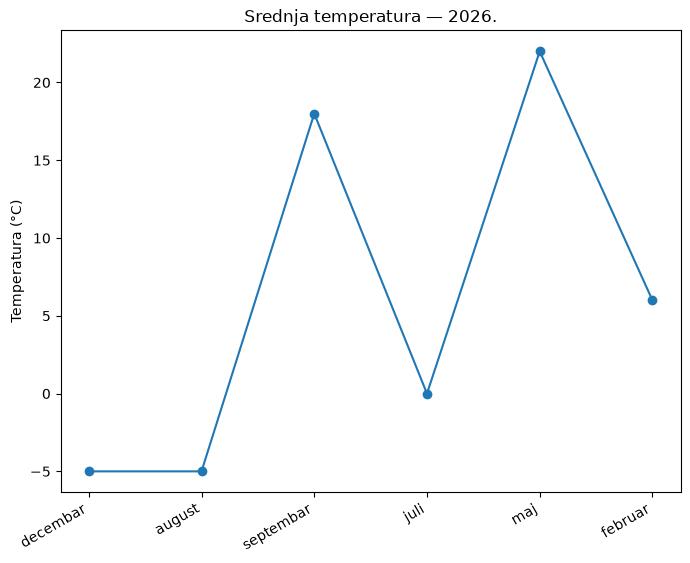 Srednja temperatura — 2026.
Temperatura (°C)
20
15
10
5
0
−5
decembar
august
septembar
juli
maj
februar